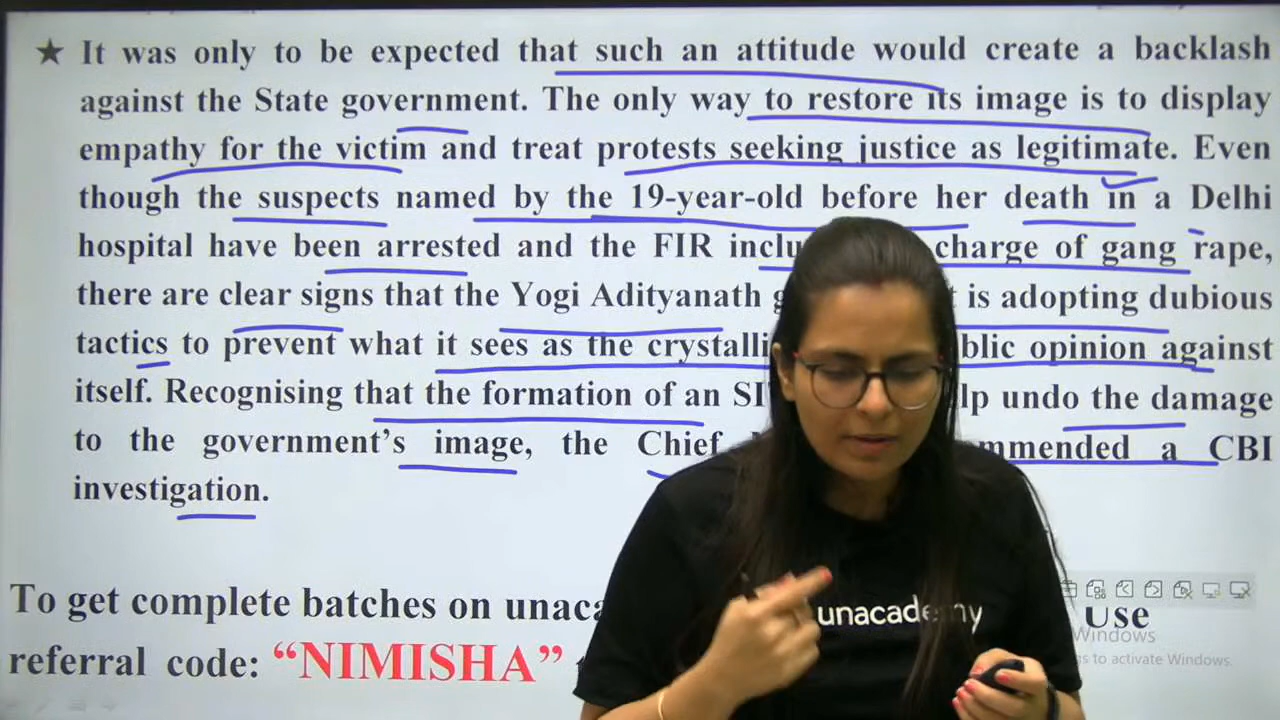 ★ It was only to be expected that such an attitude would create a backlash
against the State government. The only way to restore its image is to display
empathy for the victim and treat protests seeking justice as legitimate. Even
though the suspects named by the 19-year-old before her death in a Delhi
hospital have been arrested and the FIR charge of gang rape,
there are clear signs that the Yogi Adityanath is adopting dubious
tactics to prevent what it sees as the opinion against
itself. Recognising that the formation of an undo the damage
to the government's image, the Chief a CBI
investigation.
To get complete batches on use
referral code: "NIMISHA"
unacademy
Windows
to activate Windows.